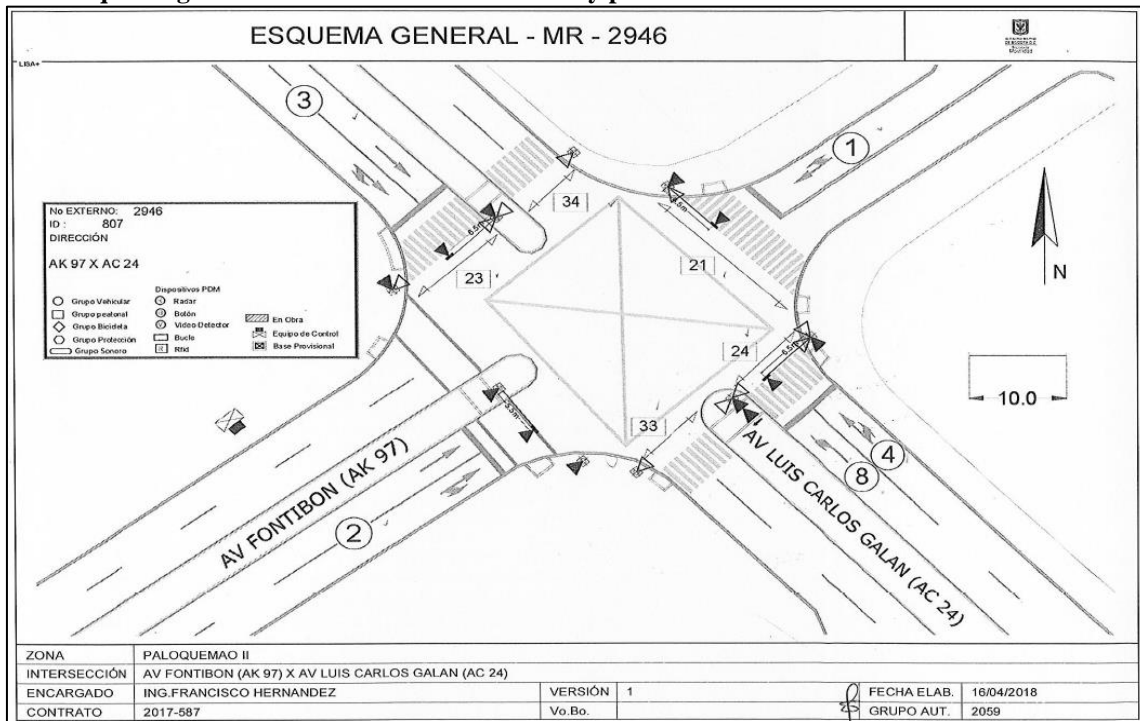 ESQUEMA GENERAL - MR - 2946
LISA+
3
1
34
6.5m
23
21
24
33
8
4
2
N
10.0
No EXTERNO: 2946
ID : 807
DIRECCIÓN
AK 97 X AC 24
Dispositivos PDM
Grupo Vehicular
Radar
Grupo peatonal
Botón
En Obra
Grupo Bicicleta
Video Detector
Equipo de Control
Grupo Protección
Bucle
Base Provisional
Grupo Sonoro
Rfid
AV FONTIBON (AK 97)
AV LUIS CARLOS GALAN (AC 24)
ZONA PALOQUEMAO II
INTERSECCIÓN AV FONTIBON (AK 97) X AV LUIS CARLOS GALAN (AC 24)
ENCARGADO ING.FRANCISCO HERNANDEZ VERSIÓN 1 FECHA ELAB. 16/04/2018
CONTRATO 2017-587 Vo.Bo. GRUPO AUT. 2059